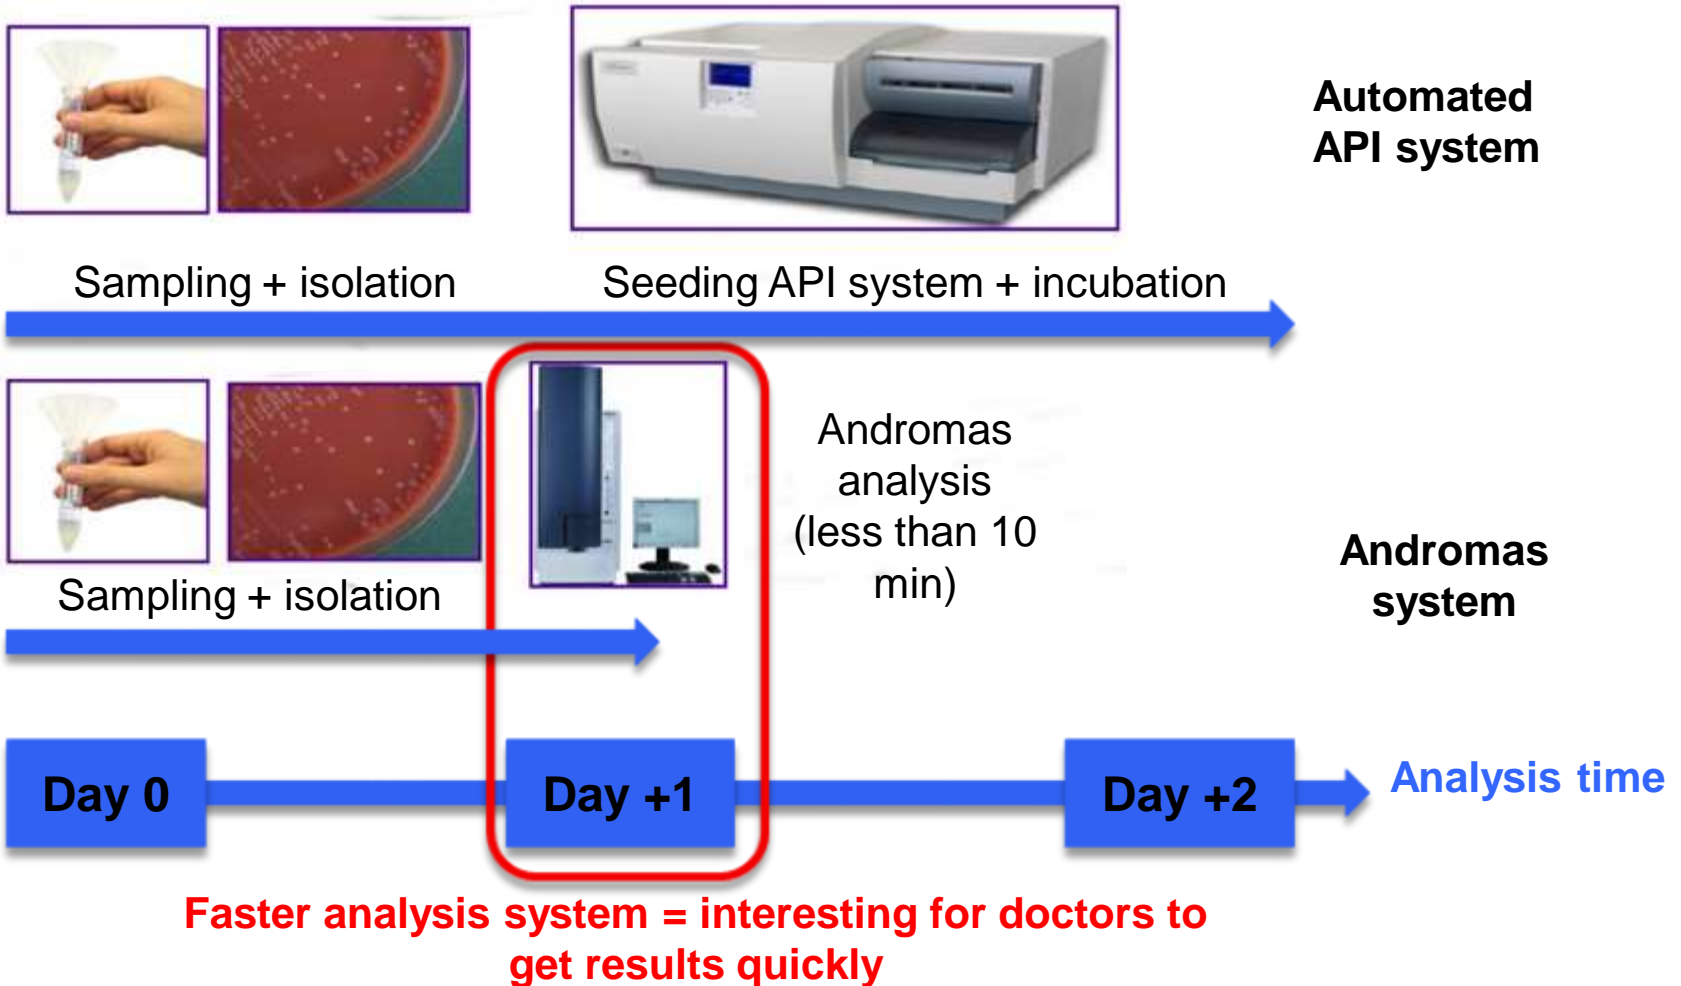 Automated
API system
Sampling + isolation
Seeding API system + incubation
Andromas
analysis
(less than 10
min)
Andromas
system
Sampling + isolation
Day 0
Day +1
Day +2
Analysis time
Faster analysis system = interesting for doctors to
get results quickly